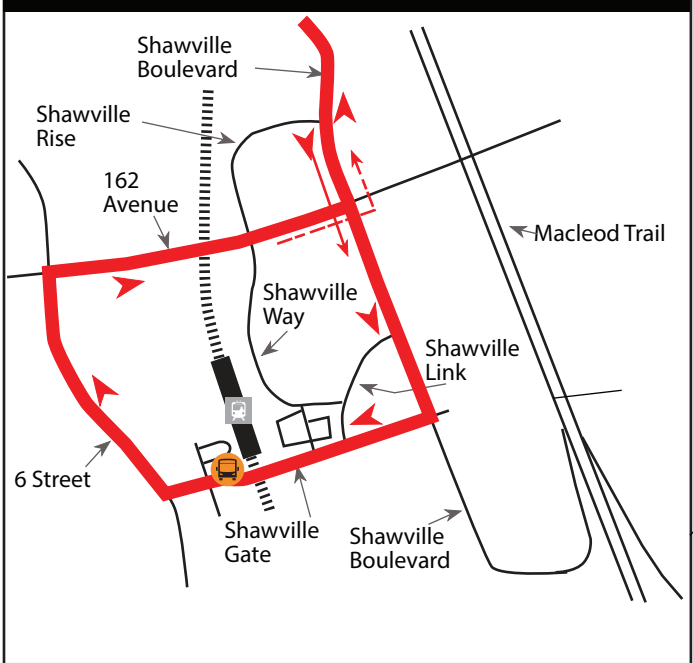 Shawville
Boulevard
Shawville
Rise
162
Avenue
Macleod Trail
Shawville
Way
Shawville
Link
6 Street
Shawville
Gate
Shawville
Boulevard